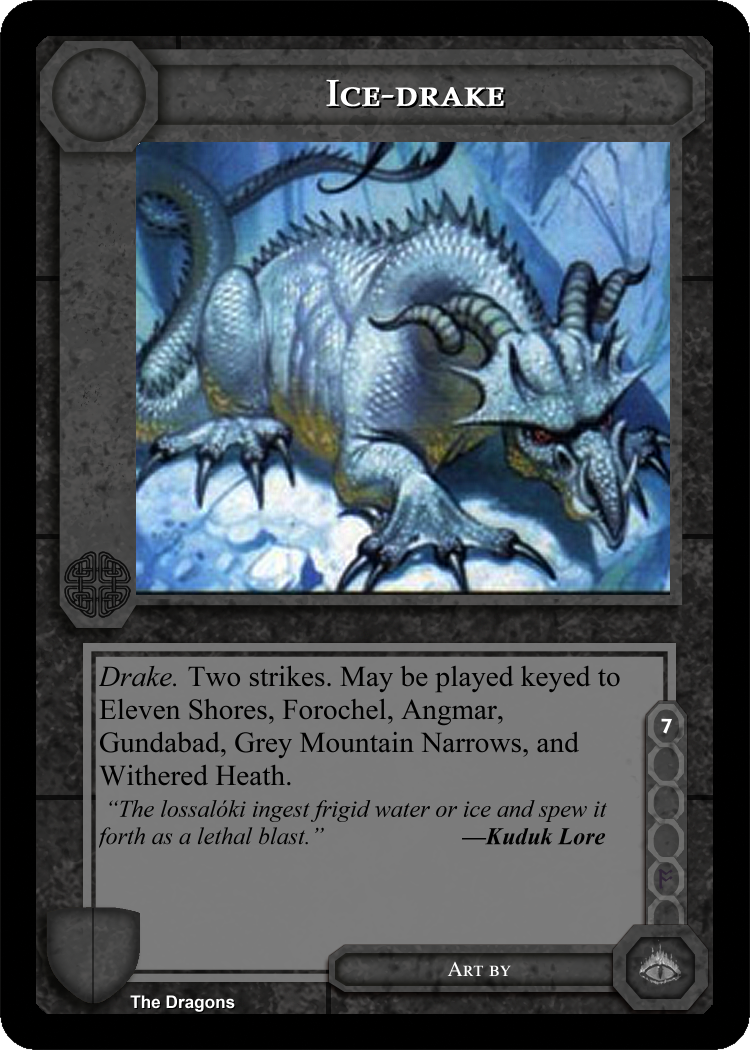 Ice-drake
Drake. Two strikes. May be played keyed to
Eleven Shores, Forochel, Angmar,
Gundabad, Grey Mountain Narrows, and
Withered Heath.
“The lossalóki ingest frigid water or ice and spew it
forth as a lethal blast.” —Kuduk Lore
7
Art by
The Dragons